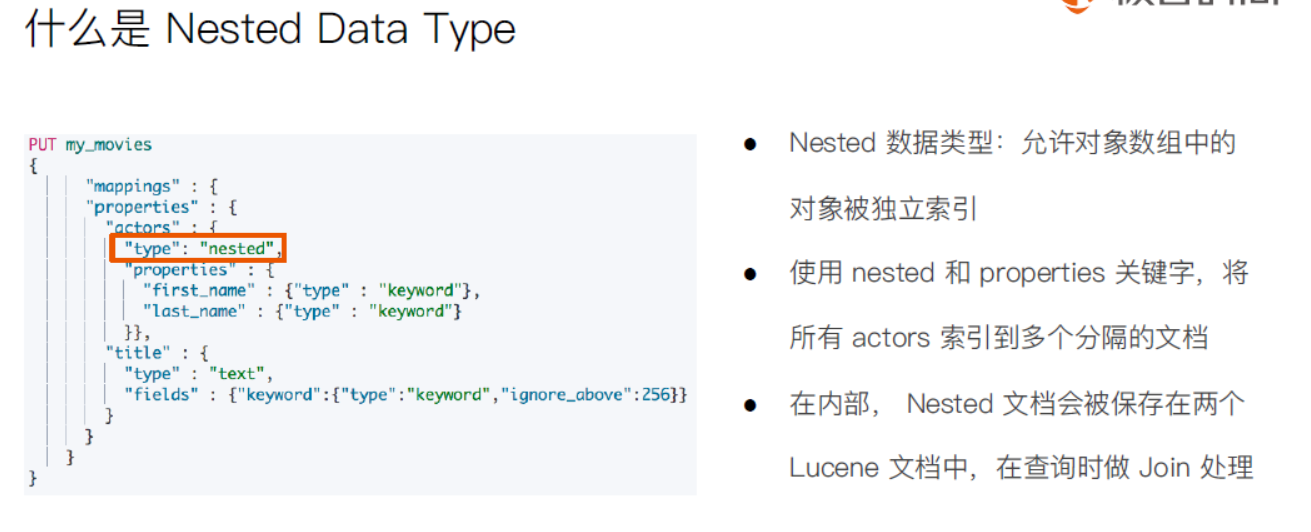 什么是 Nested Data Type
PUT my_movies
{
"mappings" : {
"properties" : {
"actors" : {
"type": "nested",
"properties" : {
"first_name" : {"type" : "keyword"},
"last_name" : {"type" : "keyword"}
}},
"title" : {
"type" : "text",
"fields" : {"keyword":{"type":"keyword","ignore_above":256}}
}
}
}
}
● Nested 数据类型：允许对象数组中的
对象被独立索引
● 使用 nested 和 properties 关键字，将
所有 actors 索引到多个分隔的文档
● 在内部， Nested 文档会被保存在两个
Lucene 文档中，在查询时做 Join 处理